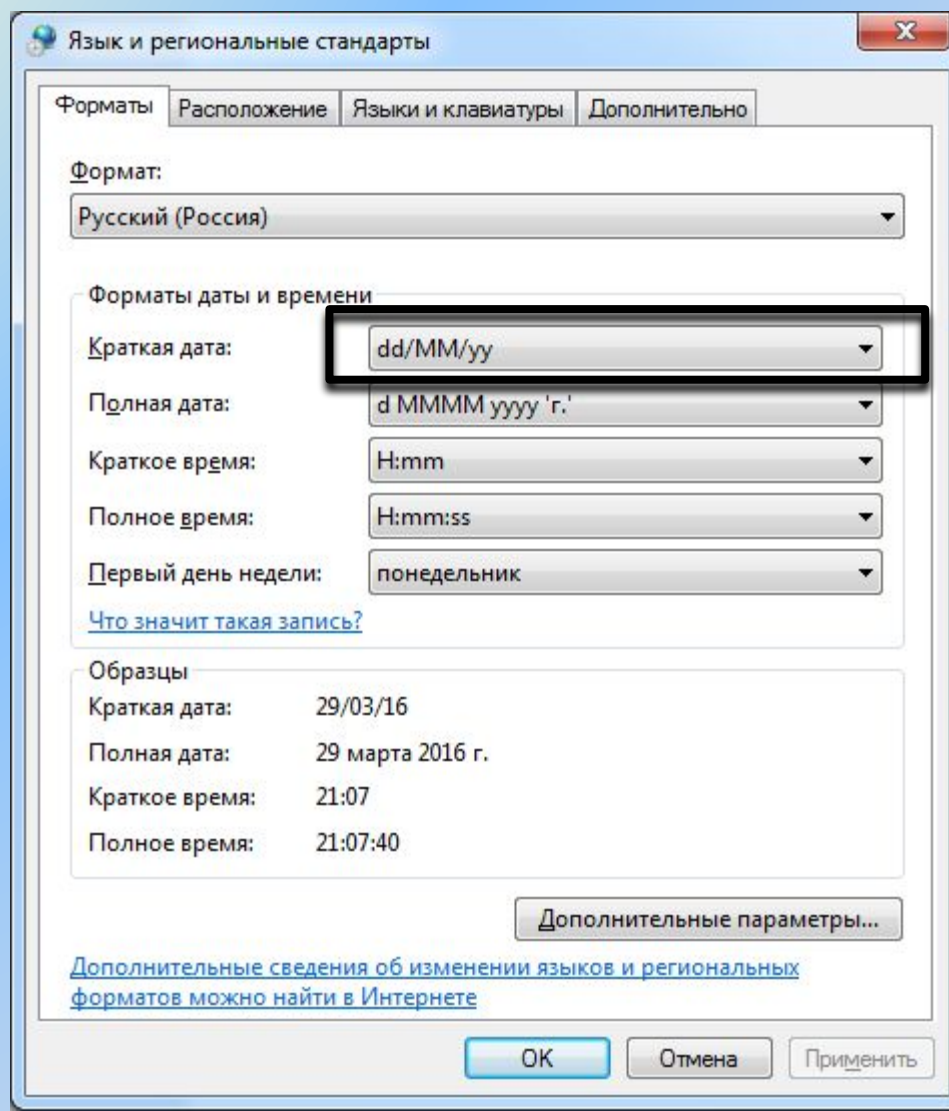 Язык и региональные стандарты
Форматы Расположение Языки и клавиатуры Дополнительно
Формат:
Русский (Россия)
Форматы даты и времени
Краткая дата: dd/MM/yy
Полная дата: d MMMM yyyy 'г.'
Краткое время: H:mm
Полное время: H:mm:ss
Первый день недели: понедельник
Что значит такая запись?
Образцы
Краткая дата: 29/03/16
Полная дата: 29 марта 2016 г.
Краткое время: 21:07
Полное время: 21:07:40
Дополнительные параметры...
Дополнительные сведения об изменении языков и региональных
форматов можно найти в Интернете
ОК Отмена Применить